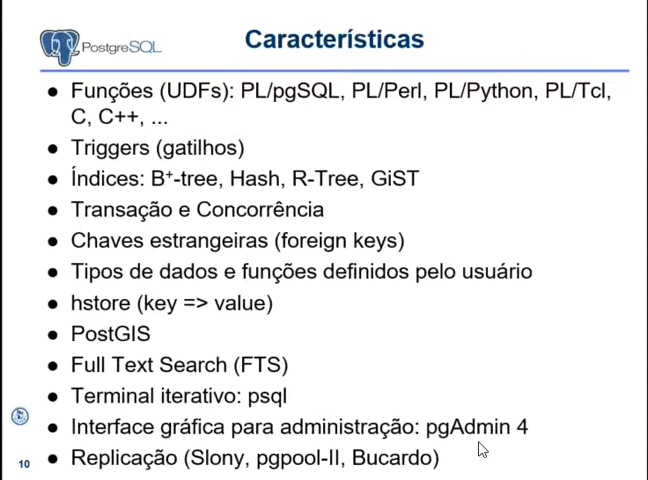 PostgreSQL
Características
● Funções (UDFs): PL/pgSQL, PL/Perl, PL/Python, PL/Tcl,
C, C++, ...
● Triggers (gatilhos)
● Índices: B⁺-tree, Hash, R-Tree, GiST
● Transação e Concorrência
● Chaves estrangeiras (foreign keys)
● Tipos de dados e funções definidos pelo usuário
● hstore (key => value)
● PostGIS
● Full Text Search (FTS)
● Terminal iterativo: psql
● Interface gráfica para administração: pgAdmin 4
● Replicação (Slony, pgpool-II, Bucardo)
10